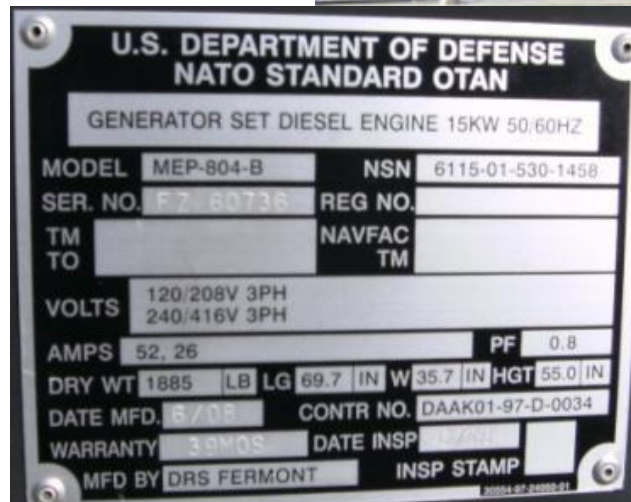 U.S. DEPARTMENT OF DEFENSE
NATO STANDARD OTAN
GENERATOR SET DIESEL ENGINE 15KW 50/60HZ
MODEL MEP-804-B NSN 6115-01-530-1458
SER. NO. FZ 60736 REG NO.
TM TO NAVFAC TM
VOLTS 120/208V 3PH
240/416V 3PH
AMPS 52, 26 PF 0.8
DRY WT 1885 LB LG 69.7 IN W 35.7 IN HGT 55.0 IN
DATE MFD. 6/08 CONTR NO. DAAK01-97-D-0034
WARRANTY 39MOS DATE INSP
MFD BY DRS FERMONT INSP STAMP